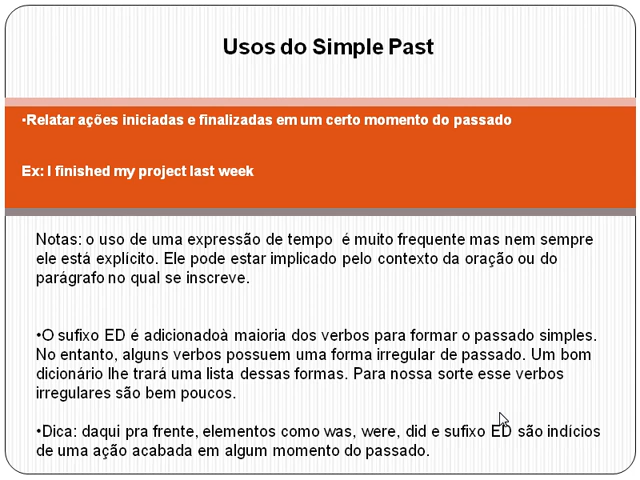 Usos do Simple Past
•Relatar ações iniciadas e finalizadas em um certo momento do passado
Ex: I finished my project last week
Notas: o uso de uma expressão de tempo  é muito frequente mas nem sempre
ele está explícito. Ele pode estar implicado pelo contexto da oração ou do
parágrafo no qual se inscreve.
•O sufixo ED é adicionadoà maioria dos verbos para formar o passado simples.
No entanto, alguns verbos possuem uma forma irregular de passado. Um bom
dicionário lhe trará uma lista dessas formas. Para nossa sorte esse verbos
irregulares são bem poucos.
•Dica: daqui pra frente, elementos como was, were, did e sufixo ED são indícios
de uma ação acabada em algum momento do passado.